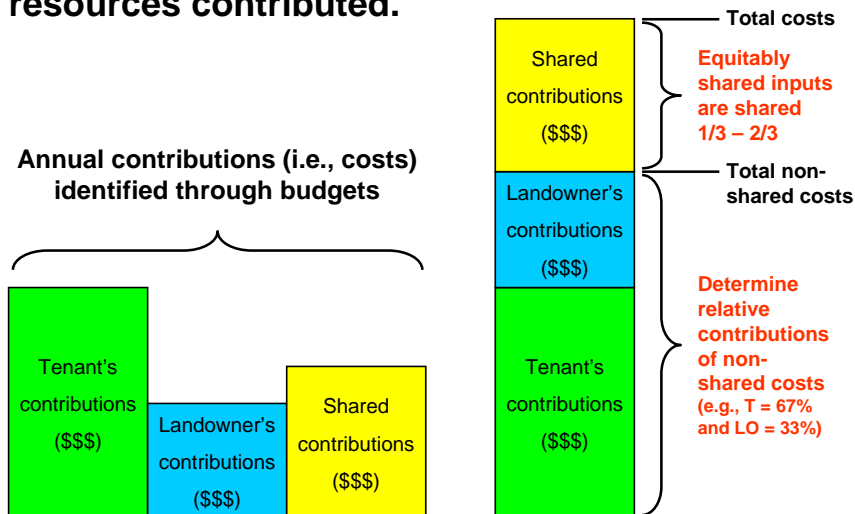 resources contributed.
Annual contributions (i.e., costs)
identified through budgets
Tenant’s
contributions
($$$)
Landowner’s
contributions
($$$)
Shared
contributions
($$$)
Shared
contributions
($$$)
Landowner’s
contributions
($$$)
Tenant’s
contributions
($$$)
Total costs
Equitably
shared inputs
are shared
1/3 – 2/3
Total non-
shared costs
Determine
relative
contributions
of non-
shared costs
(e.g., T = 67%
and LO = 33%)